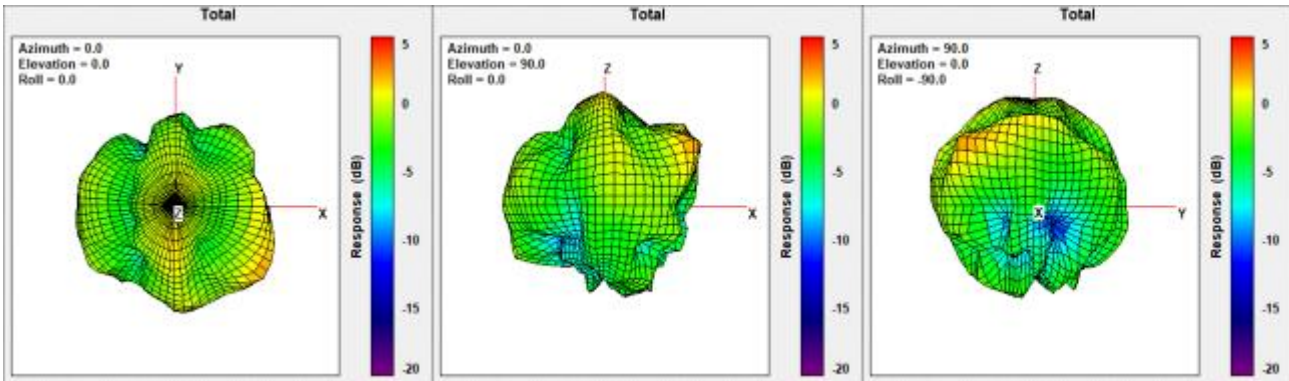 Total
Azimuth = 0.0
Elevation = 0.0
Roll = 0.0
Y
Z
X
5
0
-5
-10
-15
-20
Response (dB)
Total
Azimuth = 0.0
Elevation = 90.0
Roll = 0.0
Z
X
5
0
-5
-10
-15
-20
Response (dB)
Total
Azimuth = 90.0
Elevation = 0.0
Roll = -90.0
Z
X
Y
5
0
-5
-10
-15
-20
Response (dB)